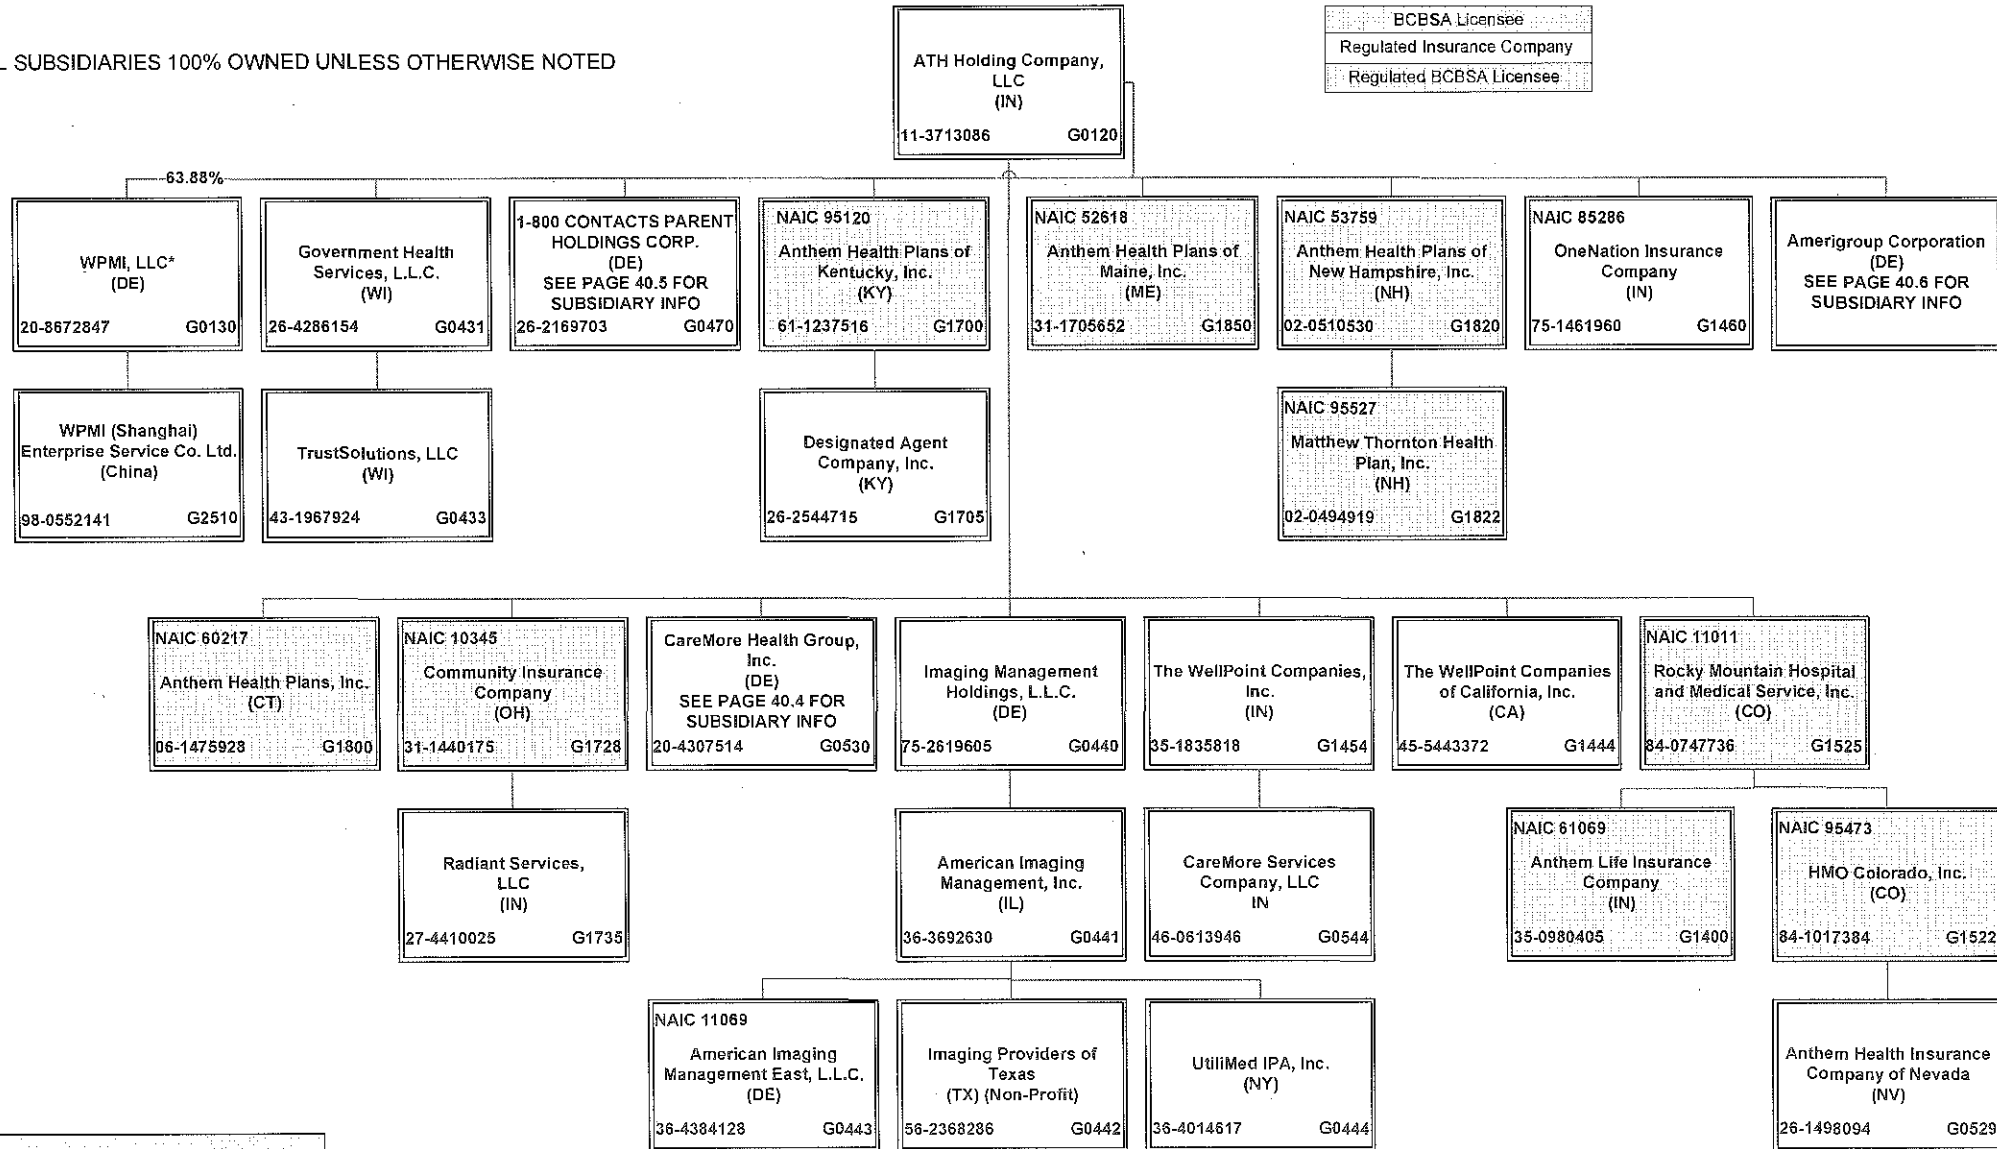 L SUBSIDIARIES 100% OWNED UNLESS OTHERWISE NOTED
ATH Holding Company,
LLC
(IN)
11-3713086 G0120
BCBSA Licensee
Regulated Insurance Company
Regulated BCBSA Licensee
63.88%
WPMI, LLC*
(DE)
20-8672847 G0130
Government Health
Services, L.L.C.
(WI)
26-4286154 G0431
1-800 CONTACTS PARENT
HOLDINGS CORP.
(DE)
SEE PAGE 40.5 FOR
SUBSIDIARY INFO
26-2169703 G0470
NAIC 95120
Anthem Health Plans of
Kentucky, Inc.
(KY)
61-1237516 G1700
NAIC 52618
Anthem Health Plans of
Maine, Inc.
(ME)
31-1705652 G1850
NAIC 53759
Anthem Health Plans of
New Hampshire, Inc.
(NH)
02-0510530 G1820
NAIC 85286
OneNation Insurance
Company
(IN)
75-1461960 G1460
Amerigroup Corporation
(DE)
SEE PAGE 40.6 FOR
SUBSIDIARY INFO
WPMI (Shanghai)
Enterprise Service Co. Ltd.
(China)
98-0552141 G2510
TrustSolutions, LLC
(WI)
43-1967924 G0433
Designated Agent
Company, Inc.
(KY)
26-2544715 G1705
NAIC 95527
Matthew Thornton Health
Plan, Inc.
(NH)
02-0494919 G1822
NAIC 60217
Anthem Health Plans, Inc.
(CT)
06-1475928 G1800
NAIC 10345
Community Insurance
Company
(OH)
31-1440175 G1728
CareMore Health Group,
Inc.
(DE)
SEE PAGE 40.4 FOR
SUBSIDIARY INFO
20-4307514 G0530
Imaging Management
Holdings, L.L.C.
(DE)
75-2619605 G0440
The WellPoint Companies,
Inc.
(IN)
35-1835818 G1454
The WellPoint Companies
of California, Inc.
(CA)
45-5443372 G1444
NAIC 11011
Rocky Mountain Hospital
and Medical Service, Inc.
(CO)
84-0747736 G1525
Radiant Services,
LLC
(IN)
27-4410025 G1735
American Imaging
Management, Inc.
(IL)
36-3692630 G0441
CareMore Services
Company, LLC
IN
46-0613946 G0544
NAIC 61069
Anthem Life Insurance
Company
(IN)
35-0980405 G1400
NAIC 95473
HMO Colorado, Inc.
(CO)
84-1017384 G1522
NAIC 11069
American Imaging
Management East, L.L.C.
(DE)
36-4384128 G0443
Imaging Providers of
Texas
(TX) (Non-Profit)
56-2368286 G0442
UtiliMed IPA, Inc.
(NY)
36-4014617 G0444
Anthem Health Insurance
Company of Nevada
(NV)
26-1498094 G0529